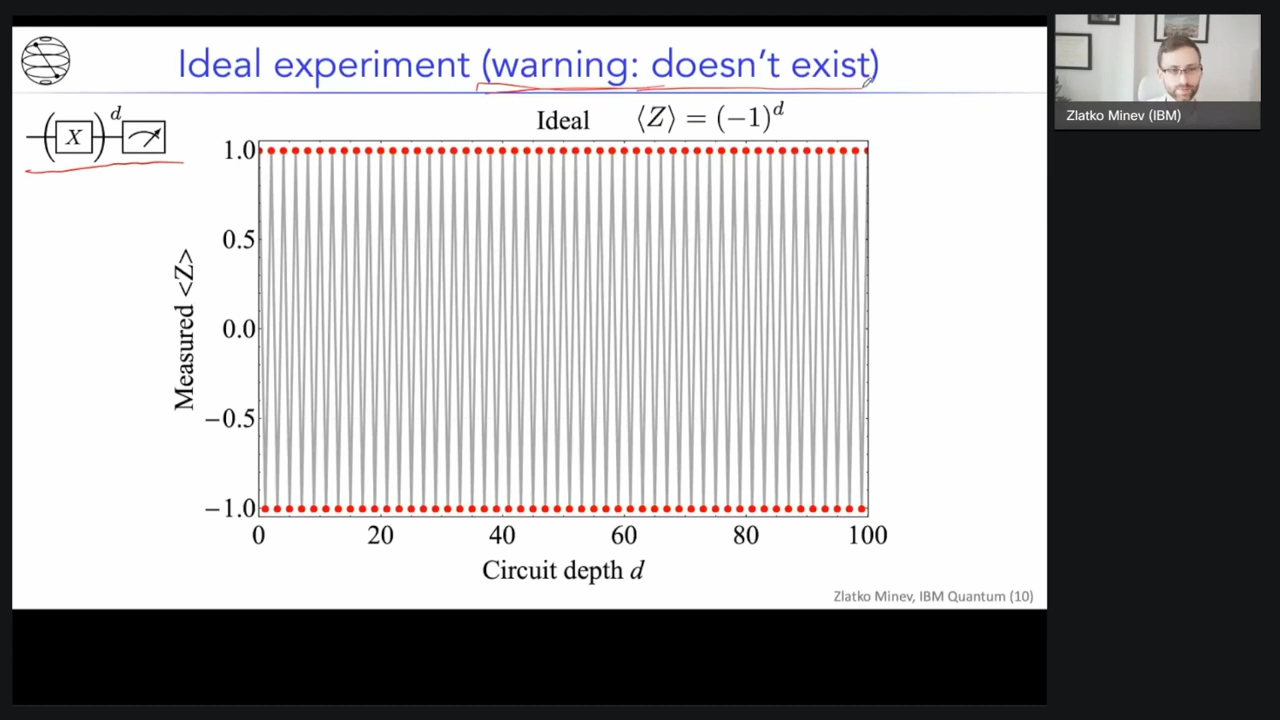 Ideal experiment (warning: doesn't exist)
d
X
Ideal ⟨Z⟩ = (−1)^d
1.0
0.5
0.0
−0.5
−1.0
Measured <Z>
0 20 40 60 80 100
Circuit depth d
Zlatko Minev, IBM Quantum (10)
Zlatko Minev (IBM)